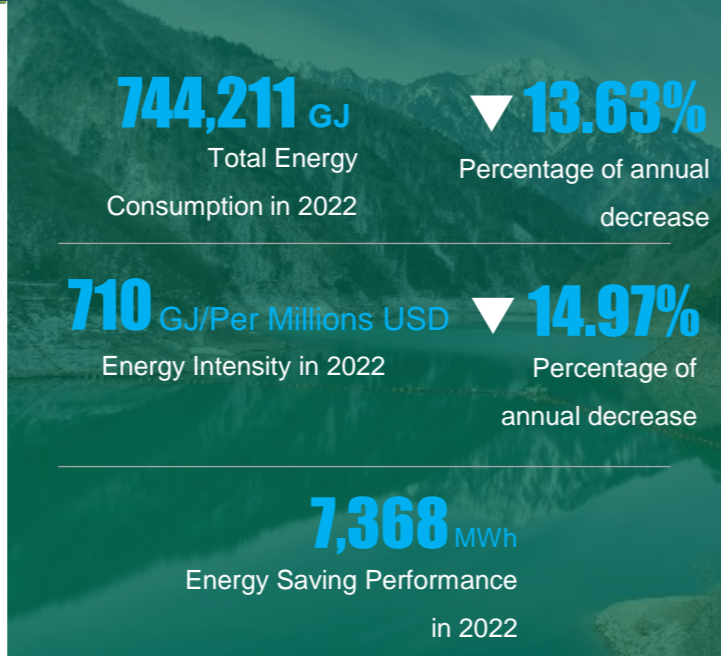 744,211 GJ
Total Energy
Consumption in 2022
▼ 13.63%
Percentage of annual
decrease
710 GJ/Per Millions USD
Energy Intensity in 2022
▼ 14.97%
Percentage of
annual decrease
7,368 MWh
Energy Saving Performance
in 2022